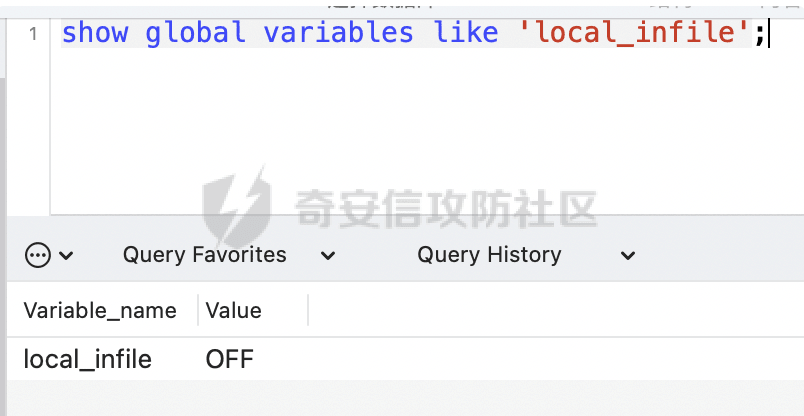 1 show global variables like 'local_infile';
奇安信攻防社区
Query Favorites Query History
Variable_name Value
local_infile OFF